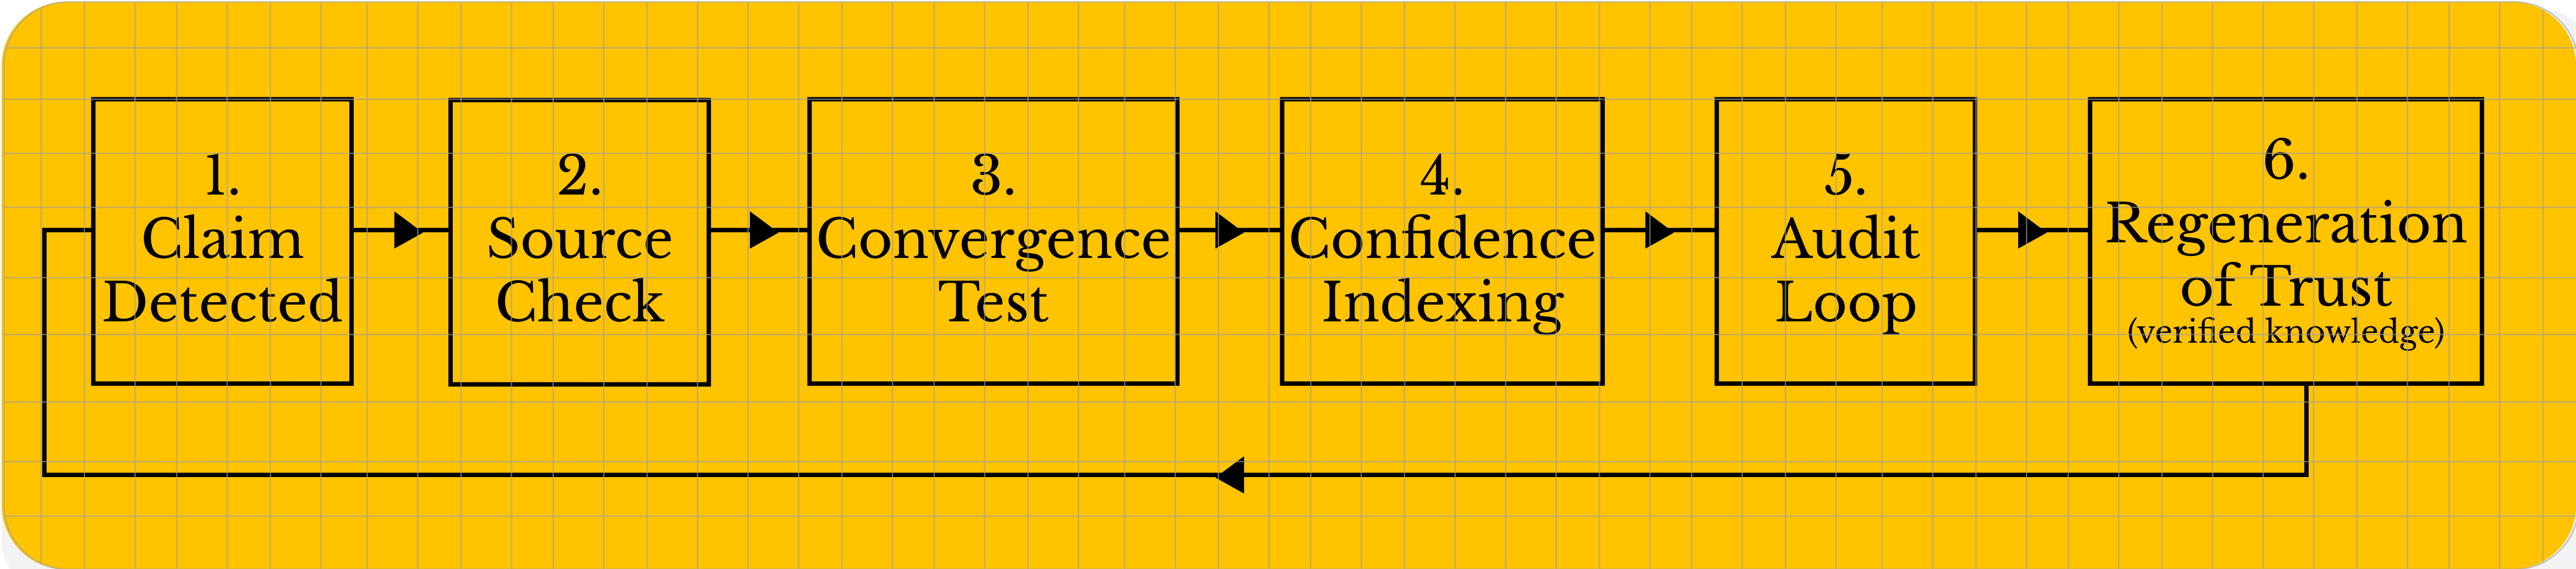 1.
Claim
Detected
2.
Source
Check
3.
Convergence
Test
4.
Confidence
Indexing
5.
Audit
Loop
6.
Regeneration
of Trust
(verified knowledge)